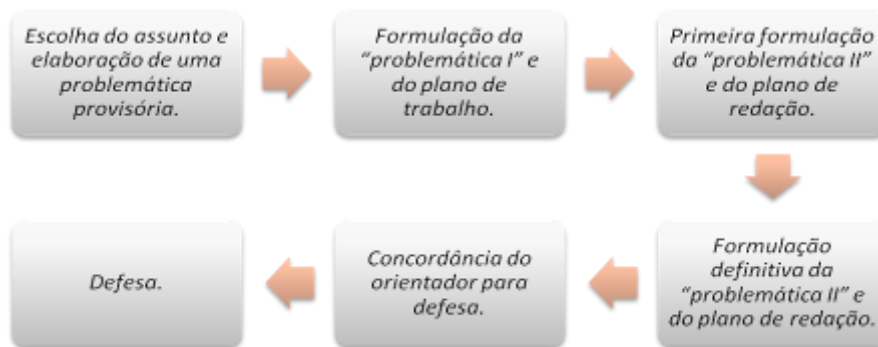 Escolha do assunto e
elaboração de uma
problemática
provisória.
Formulação da
“problemática I” e
do plano de
trabalho.
Primeira formulação
da “problemática II”
e do plano de
redação.
Formulação
definitiva da
“problemática II” e
do plano de redação.
Concordância do
orientador para
defesa.
Defesa.